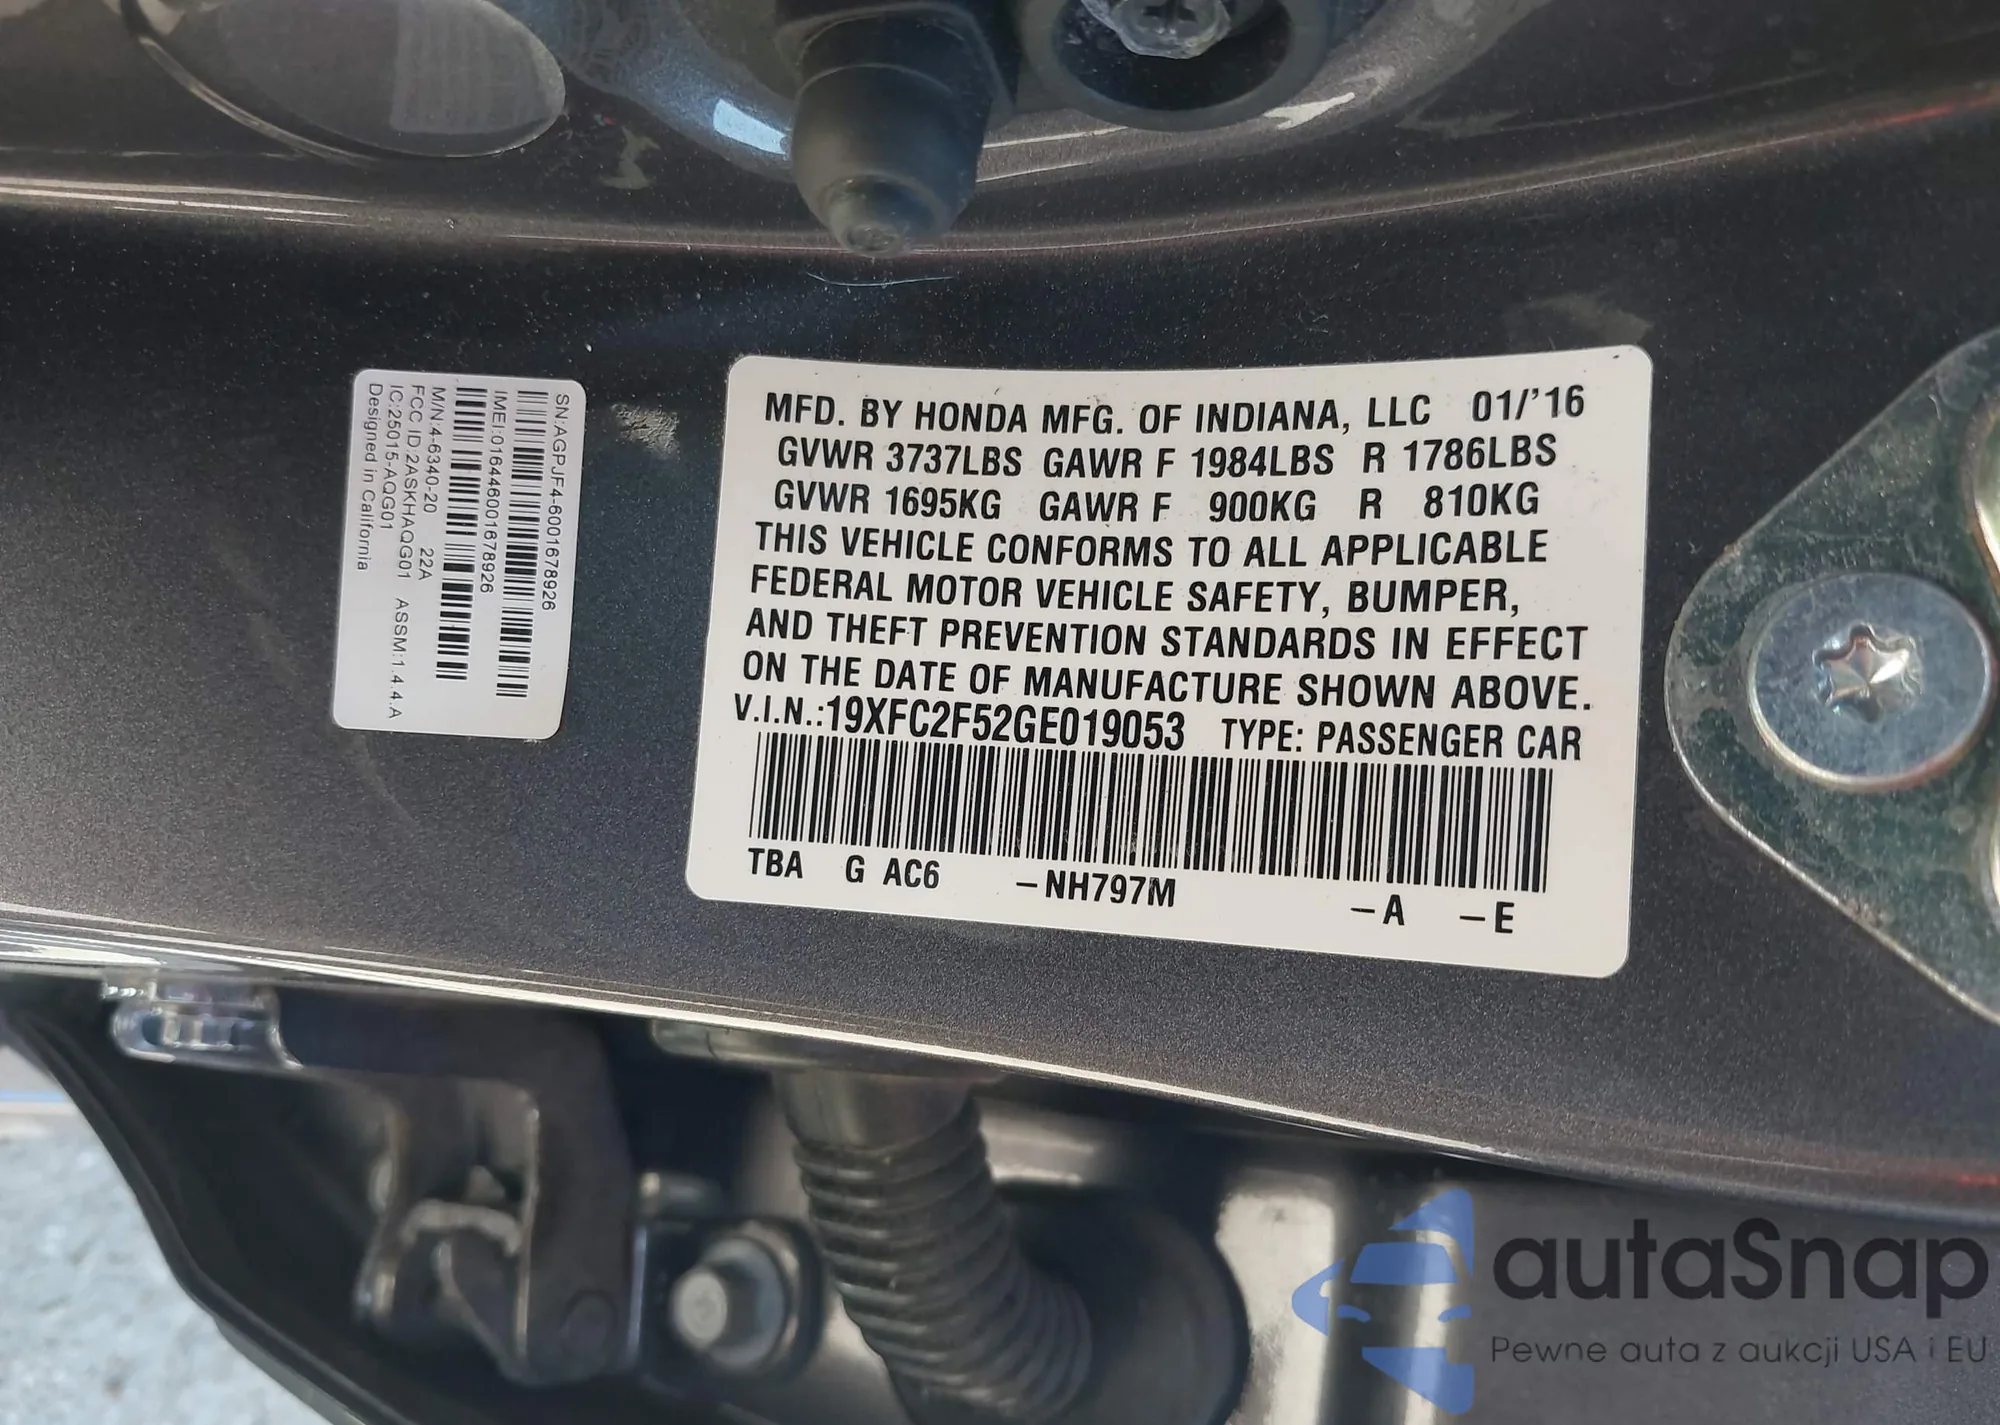 SN:AGPJF4-6001678926
IMEI:016446001678926
M/N:4-6340-20 22A
FCC ID:2ASKHAQG01 ASSM:1.4.4.A
IC:25015-AQG01
Designed in California
MFD. BY HONDA MFG. OF INDIANA, LLC 01/'16
GVWR 3737LBS GAWR F 1984LBS R 1786LBS
GVWR 1695KG GAWR F 900KG R 810KG
THIS VEHICLE CONFORMS TO ALL APPLICABLE
FEDERAL MOTOR VEHICLE SAFETY, BUMPER,
AND THEFT PREVENTION STANDARDS IN EFFECT
ON THE DATE OF MANUFACTURE SHOWN ABOVE.
V.I.N.:19XFC2F52GE019053 TYPE: PASSENGER CAR
TBA G AC6 –NH797M –A –E
autaSnap
Pewne auta z aukcji USA i EU